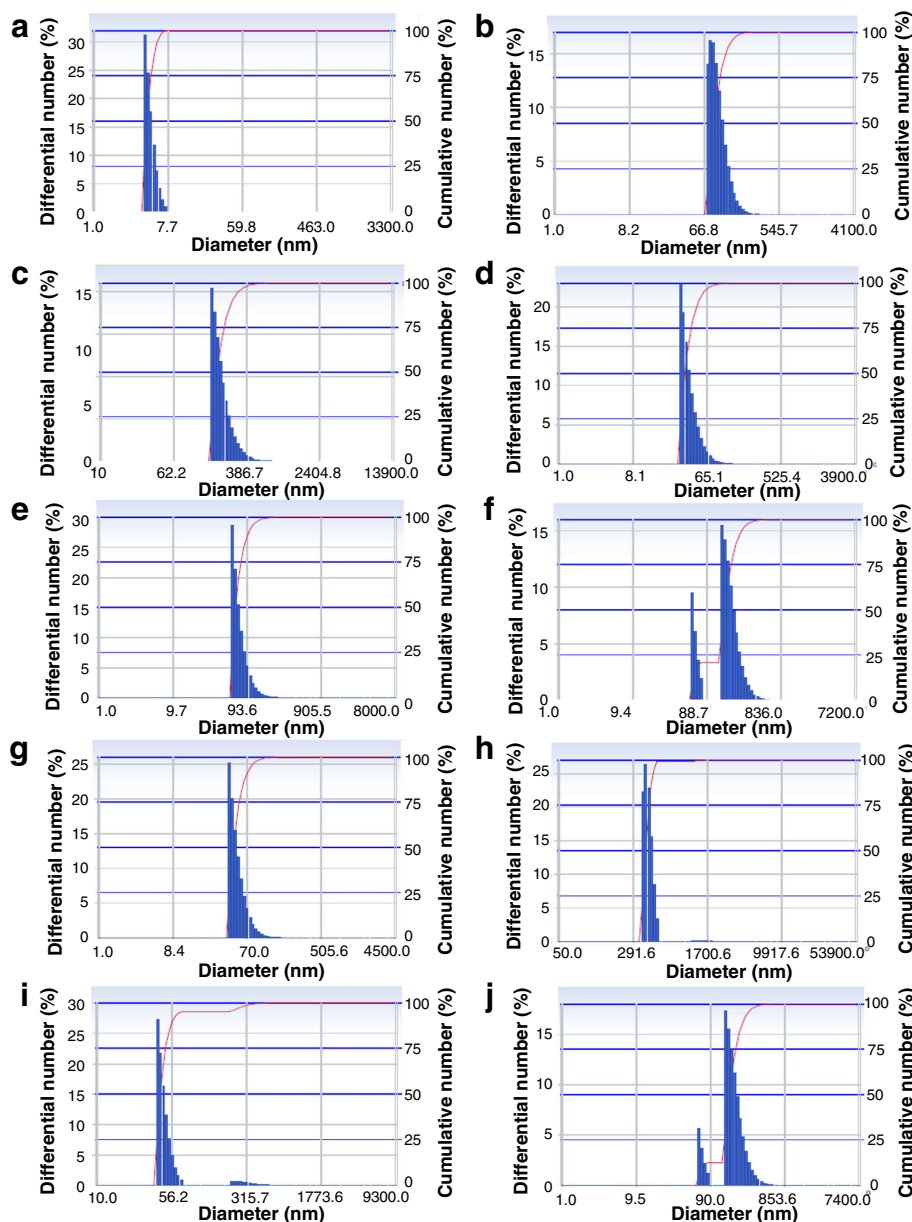 a
Differential number (%)
30
25
20
15
10
5
0
100
75
50
25
0
Cumulative number (%)
1.0 7.7 59.8 463.0 3300.0
Diameter (nm)
b
Differential number (%)
15
10
5
0
100
75
50
25
0
Cumulative number (%)
1.0 8.2 66.8 545.7 4100.0
Diameter (nm)
c
Differential number (%)
15
10
5
0
100
75
50
25
0
Cumulative number (%)
10 62.2 386.7 2404.8 13900.0
Diameter (nm)
d
Differential number (%)
20
15
10
5
0
100
75
50
25
Cumulative number (%)
1.0 8.1 65.1 525.4 3900.0
Diameter (nm)
e
Differential number (%)
30
25
20
15
10
5
0
100
75
50
25
0
Cumulative number (%)
1.0 9.7 93.6 905.5 8000.0
Diameter (nm)
f
Differential number (%)
15
10
5
0
100
75
50
25
0
Cumulative number (%)
1.0 9.4 88.7 836.0 7200.0
Diameter (nm)
g
Differential number (%)
25
20
15
10
5
0
100
75
50
25
0
Cumulative number (%)
1.0 8.4 70.0 505.6 4500.0
Diameter (nm)
h
Differential number (%)
25
20
15
10
5
0
100
75
50
25
0
Cumulative number (%)
50.0 291.6 1700.6 9917.6 53900.0
Diameter (nm)
i
Differential number (%)
30
25
20
15
10
5
0
100
75
50
25
0
Cumulative number (%)
10.0 56.2 315.7 1773.6 9300.0
Diameter (nm)
j
Differential number (%)
15
10
5
0
100
75
50
25
0
Cumulative number (%)
1.0 9.5 90.0 853.6 7400.0
Diameter (nm)